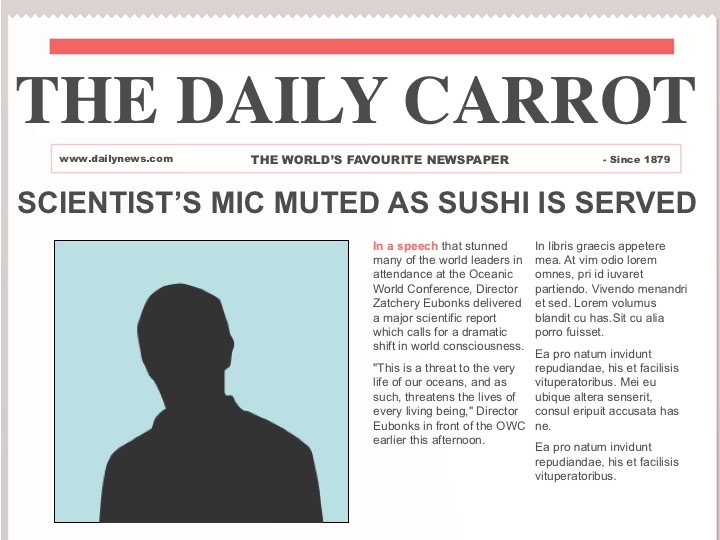 THE DAILY CARROT
www.dailynews.com
THE WORLD'S FAVOURITE NEWSPAPER
- Since 1879
SCIENTIST'S MIC MUTED AS SUSHI IS SERVED
In a speech that stunned
many of the world leaders in
attendance at the Oceanic
World Conference, Director
Zatchery Eubonks delivered
a major scientific report
which calls for a dramatic
shift in world consciousness.
"This is a threat to the very
life of our oceans, and as
such, threatens the lives of
every living being," Director
Eubonks in front of the OWC
earlier this afternoon.
In libris graecis appetere
mea. At vim odio lorem
omnes, pri id iuvaret
partiendo. Vivendo menandri
et sed. Lorem volumus
blandit cu has.Sit cu alia
porro fuisset.
Ea pro natum invidunt
repudiandae, his et facilisis
vituperatoribus. Mei eu
ubique altera senserit,
consul eripuit accusata has
ne.
Ea pro natum invidunt
repudiandae, his et facilisis
vituperatoribus.